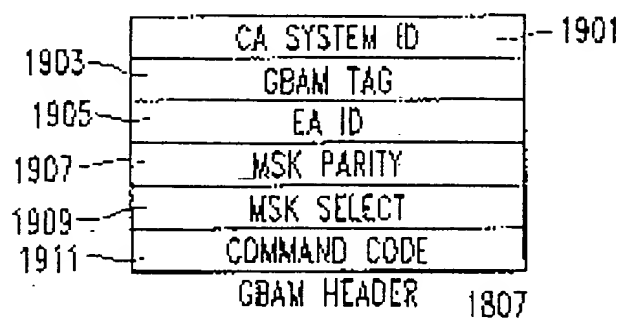 CA SYSTEM ID 1901
1903 GBAM TAG
1905 EA ID
1907 MSK PARITY
1909 MSK SELECT
1911 COMMAND CODE
GBAM HEADER 1807